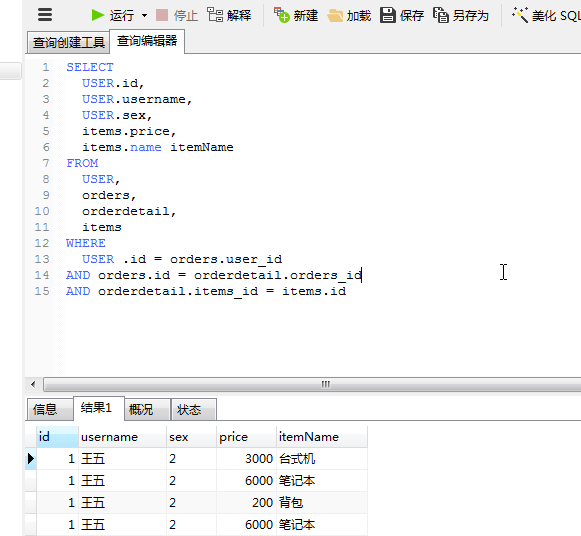 运行 停止 解释 新建 加载 保存 另存为 美化 SQL
查询创建工具 查询编辑器
1 SELECT
2 USER.id,
3 USER.username,
4 USER.sex,
5 items.price,
6 items.name itemName
7 FROM
8 USER,
9 orders,
10 orderdetail,
11 items
12 WHERE
13 USER .id = orders.user_id
14 AND orders.id = orderdetail.orders_id
15 AND orderdetail.items_id = items.id
信息 结果1 概况 状态
id username sex price itemName
1 王五 2 3000 台式机
1 王五 2 6000 笔记本
1 王五 2 200 背包
1 王五 2 6000 笔记本